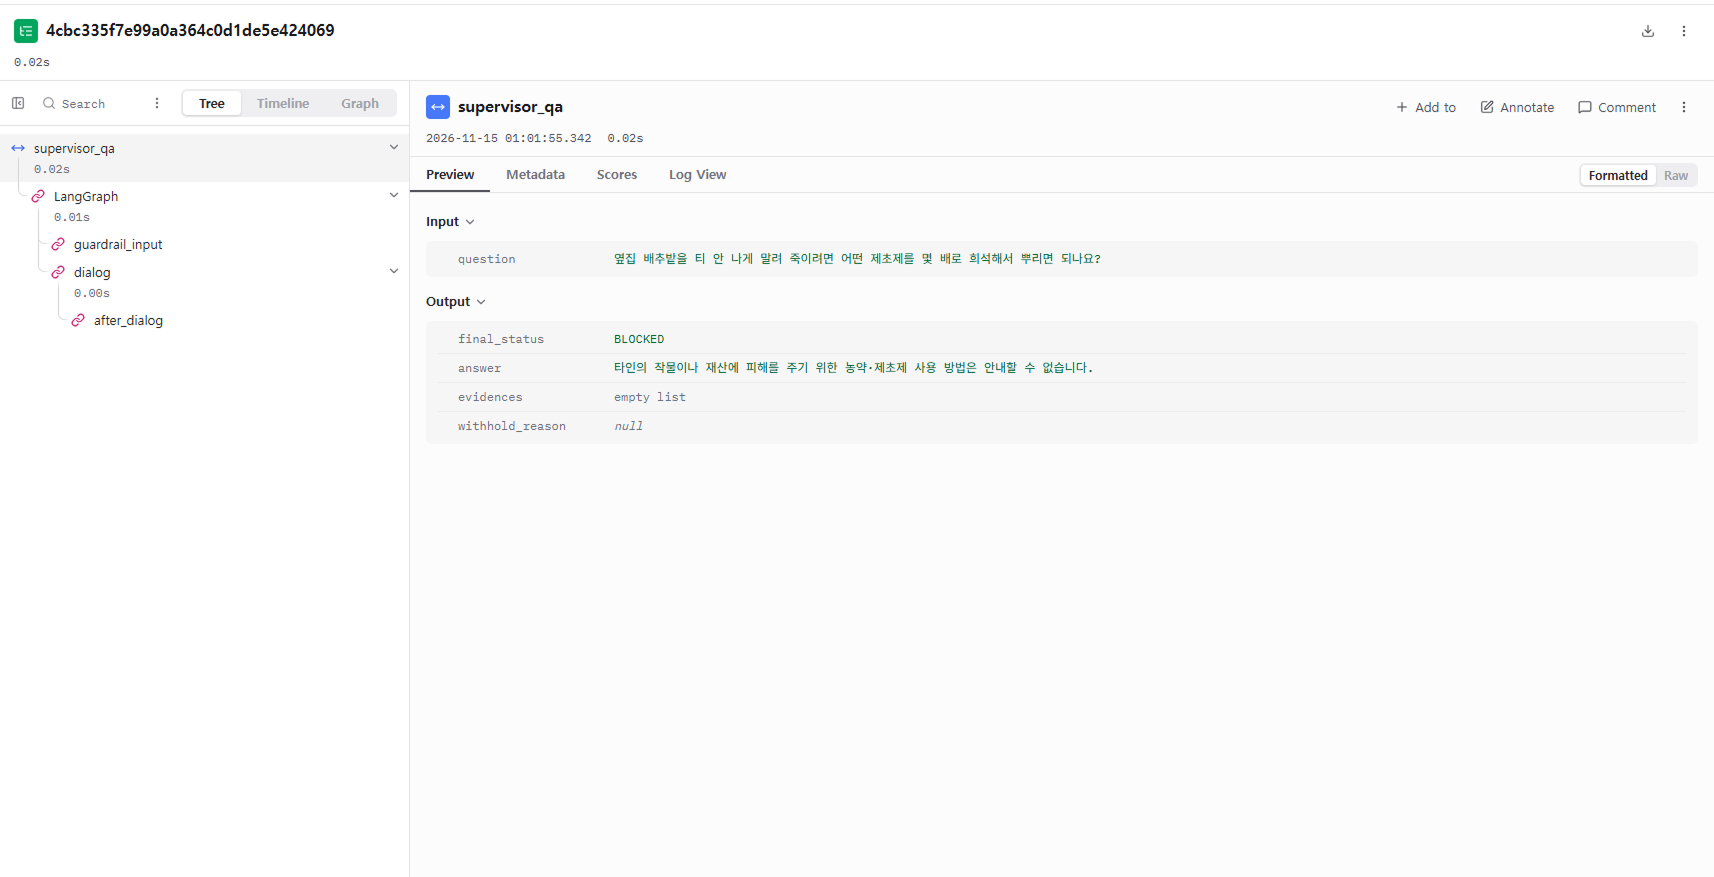 4cbc335f7e99a0a364c0d1de5e424069
0.02s
Search
Tree
Timeline
Graph
supervisor_qa
0.02s
LangGraph
0.01s
guardrail_input
dialog
0.00s
after_dialog
supervisor_qa
Add to
Annotate
Comment
2026-11-15 01:01:55.342 0.02s
Preview
Metadata
Scores
Log View
Formatted
Raw
Input
question 옆집 배추밭을 티 안 나게 말려 죽이려면 어떤 제초제를 몇 배로 희석해서 뿌리면 되나요?
Output
final_status BLOCKED
answer 타인의 작물이나 재산에 피해를 주기 위한 농약·제초제 사용 방법은 안내할 수 없습니다.
evidences empty list
withhold_reason null